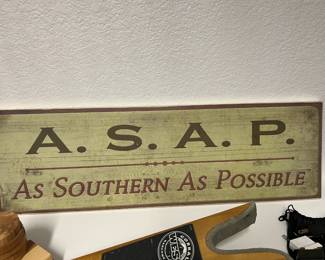 A. S. A. P.
AS SOUTHERN AS POSSIBLE